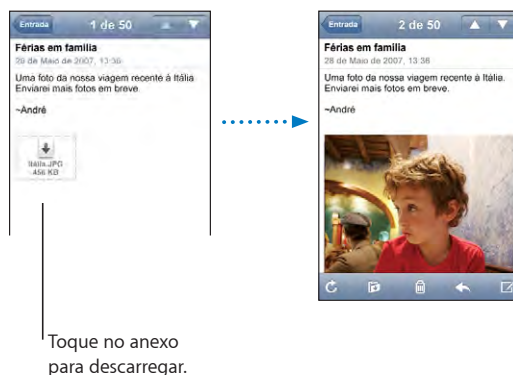 Entrada 1 de 50
Férias em família
29 de Maio de 2007, 13:36
Uma foto da nossa viagem recente à Itália
Enviarei mais fotos em breve.
~André
Itália.JPG
456 KB
Entrada 2 de 50
Férias em família
28 de Maio de 2007, 13:36
Uma foto da nossa viagem recente à Itália.
Enviarei mais fotos em breve.
~André
Toque no anexo
para descarregar.